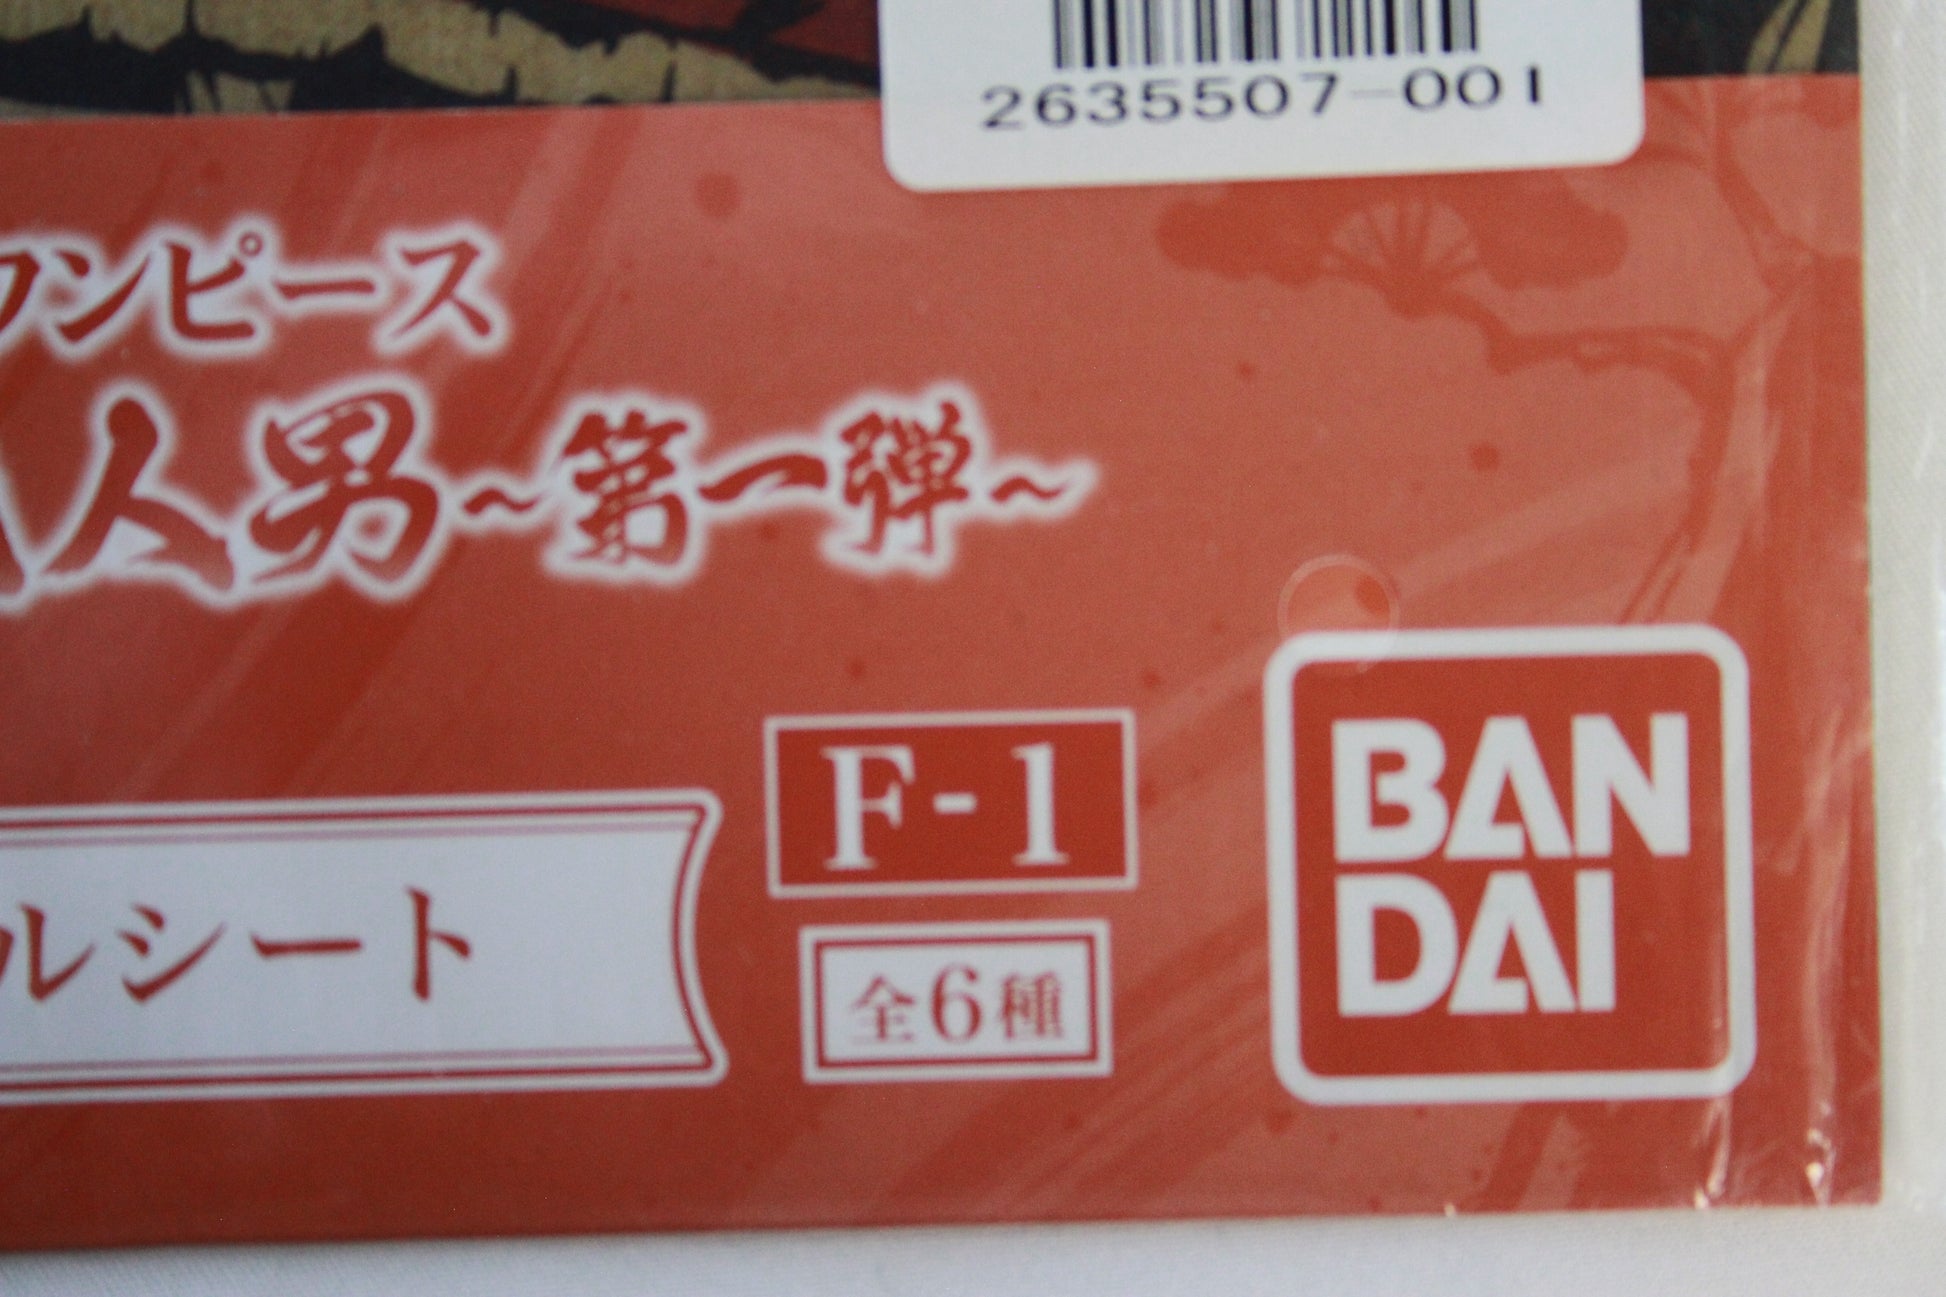 2635507-001
ワンピース
人男～第一弾～
F-1
ルシート
全6種
BAN
DAI